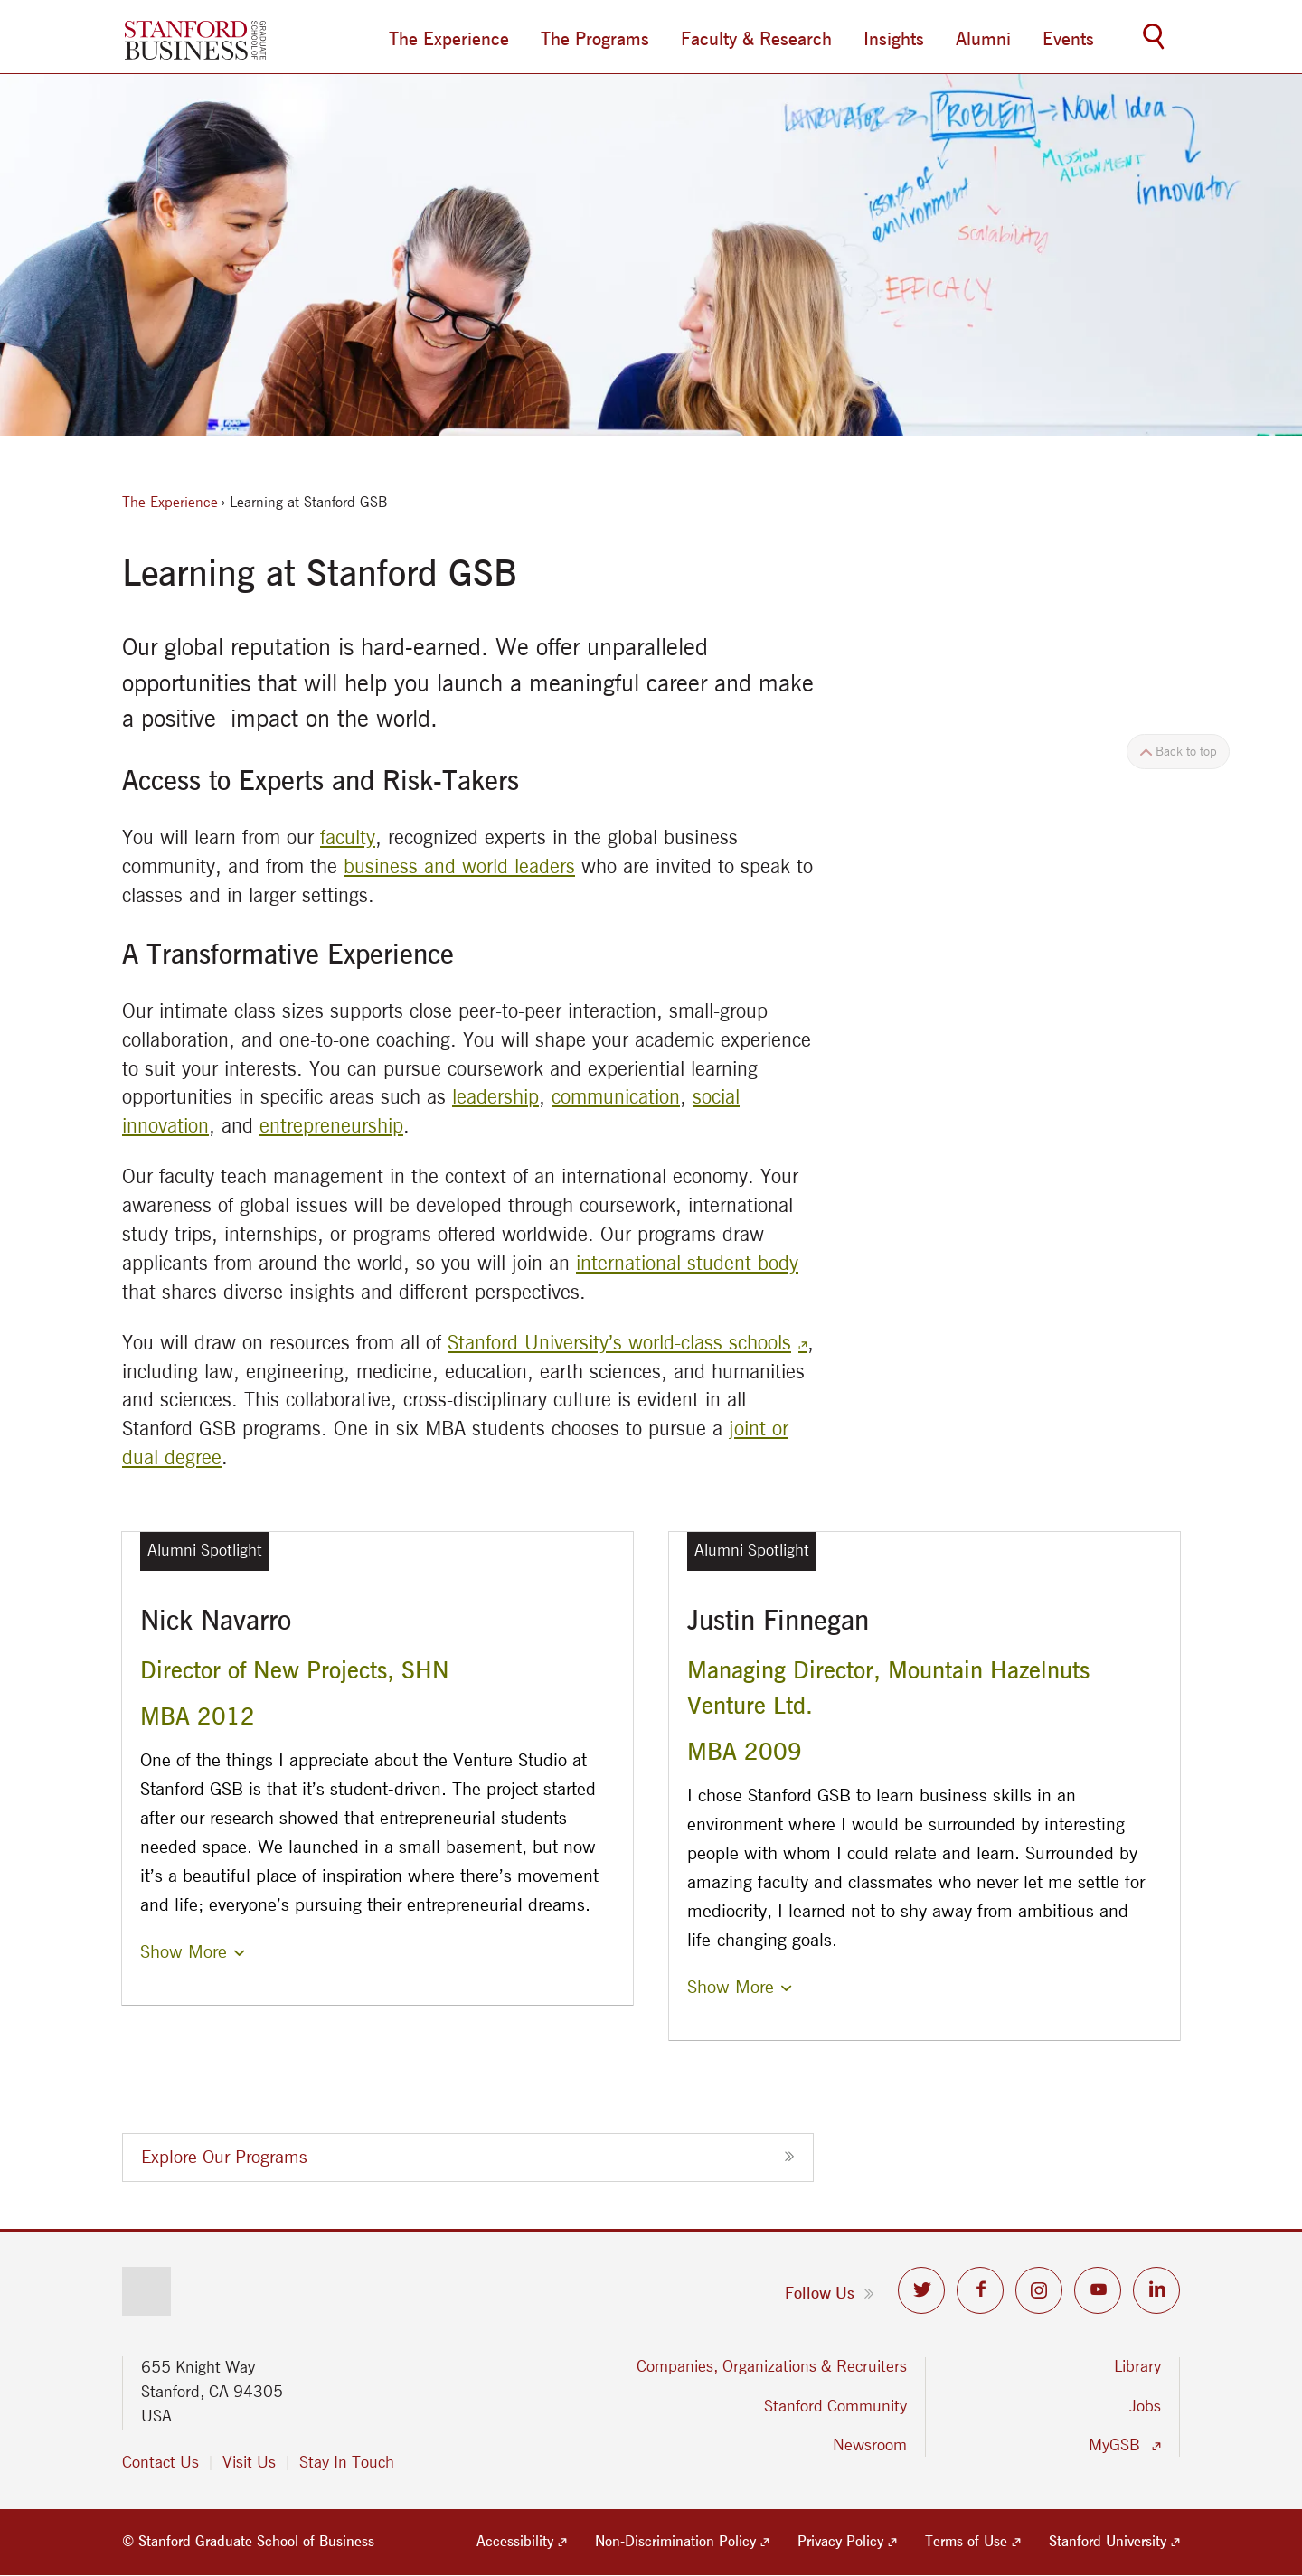 STANFORD
BUSINESS
GRADUATE
SCHOOL OF
The Experience
The Programs
Faculty & Research
Insights
Alumni
Events
INNOVATOR
PROBLEM
Novel Idea
MISSION
ALIGNMENT
innovator
issues of
environment
scalability
EFFICACY
The Experience › Learning at Stanford GSB
Learning at Stanford GSB
Our global reputation is hard-earned. We offer unparalleled
opportunities that will help you launch a meaningful career and make
a positive  impact on the world.
Back to top
Access to Experts and Risk-Takers
You will learn from our faculty, recognized experts in the global business
community, and from the business and world leaders who are invited to speak to
classes and in larger settings.
A Transformative Experience
Our intimate class sizes supports close peer-to-peer interaction, small-group
collaboration, and one-to-one coaching. You will shape your academic experience
to suit your interests. You can pursue coursework and experiential learning
opportunities in specific areas such as leadership, communication, social
innovation, and entrepreneurship.
Our faculty teach management in the context of an international economy. Your
awareness of global issues will be developed through coursework, international
study trips, internships, or programs offered worldwide. Our programs draw
applicants from around the world, so you will join an international student body
that shares diverse insights and different perspectives.
You will draw on resources from all of Stanford University’s world-class schools ,
including law, engineering, medicine, education, earth sciences, and humanities
and sciences. This collaborative, cross-disciplinary culture is evident in all
Stanford GSB programs. One in six MBA students chooses to pursue a joint or
dual degree.
Alumni Spotlight
Nick Navarro
Director of New Projects, SHN
MBA 2012
One of the things I appreciate about the Venture Studio at
Stanford GSB is that it’s student-driven. The project started
after our research showed that entrepreneurial students
needed space. We launched in a small basement, but now
it’s a beautiful place of inspiration where there’s movement
and life; everyone’s pursuing their entrepreneurial dreams.
Show More
Alumni Spotlight
Justin Finnegan
Managing Director, Mountain Hazelnuts
Venture Ltd.
MBA 2009
I chose Stanford GSB to learn business skills in an
environment where I would be surrounded by interesting
people with whom I could relate and learn. Surrounded by
amazing faculty and classmates who never let me settle for
mediocrity, I learned not to shy away from ambitious and
life-changing goals.
Show More
Explore Our Programs
Follow Us
655 Knight Way
Stanford, CA 94305
USA
Contact Us | Visit Us | Stay In Touch
Companies, Organizations & Recruiters
Stanford Community
Newsroom
Library
Jobs
MyGSB
© Stanford Graduate School of Business
Accessibility
Non-Discrimination Policy
Privacy Policy
Terms of Use
Stanford University